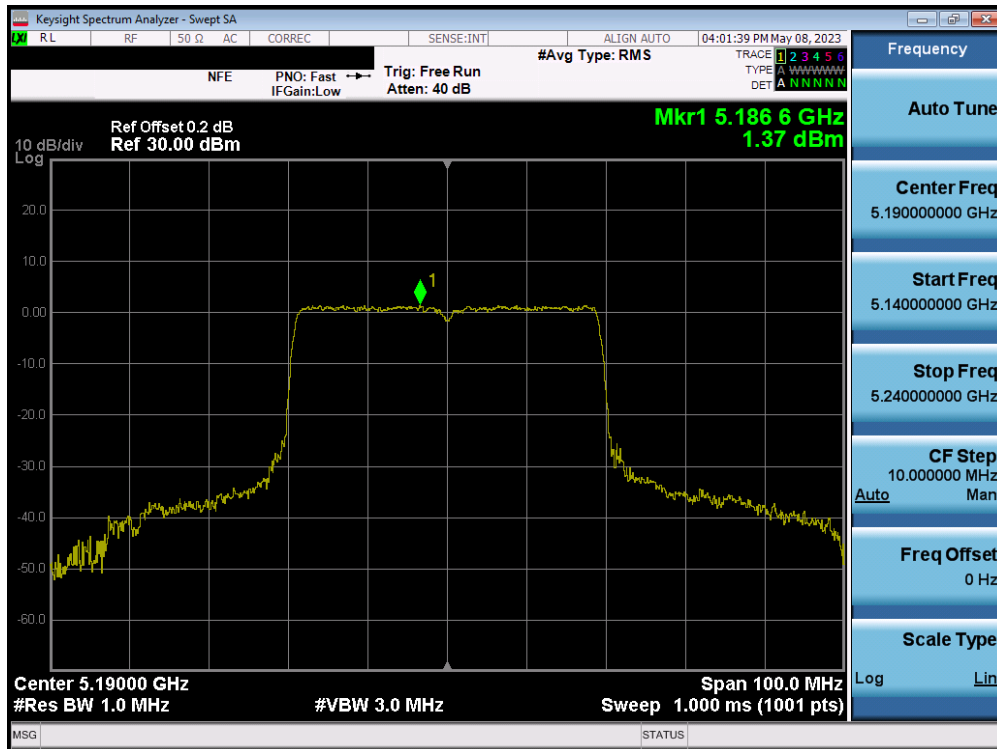 Keysight Spectrum Analyzer - Swept SA
LXI RL RF 50 Ω AC CORREC SENSE:INT ALIGN AUTO 04:01:39 PM May 08, 2023
#Avg Type: RMS TRACE 1 2 3 4 5 6
NFE PNO: Fast Trig: Free Run TYPE A WWWWW
IFGain:Low Atten: 40 dB DET A N N N N N
Mkr1 5.186 6 GHz
1.37 dBm
Ref Offset 0.2 dB
10 dB/div Ref 30.00 dBm
Log
20.0
10.0
1
0.00
-10.0
-20.0
-30.0
-40.0
-50.0
-60.0
Center 5.19000 GHz Span 100.0 MHz
#Res BW 1.0 MHz #VBW 3.0 MHz Sweep 1.000 ms (1001 pts)
MSG STATUS
Frequency
Auto Tune
Center Freq
5.190000000 GHz
Start Freq
5.140000000 GHz
Stop Freq
5.240000000 GHz
CF Step
10.000000 MHz
Auto Man
Freq Offset
0 Hz
Scale Type
Log Lin